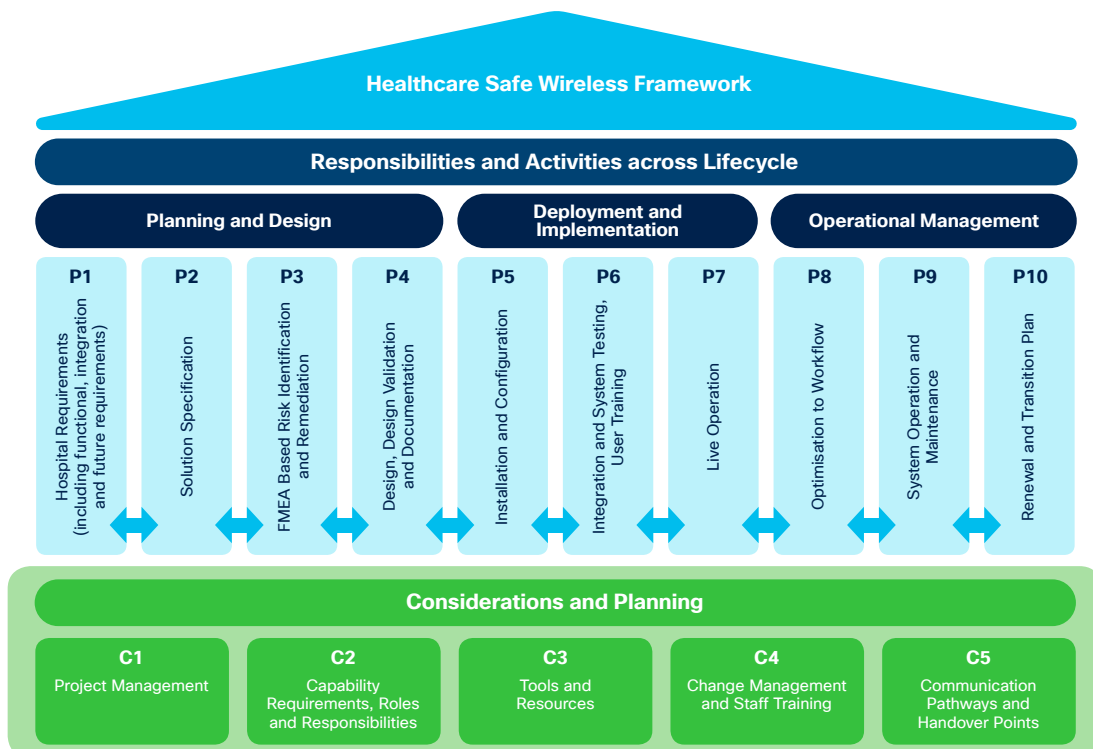 Healthcare Safe Wireless Framework
Responsibilities and Activities across Lifecycle
Planning and Design
Deployment and
Implementation
Operational Management
P1
Hospital Requirements
(including functional, integration
and future requirements)
P2
Solution Specification
P3
FMEA Based Risk Identification
and Remediation
P4
Design, Design Validation
and Documentation
P5
Installation and Configuration
P6
Integration and System Testing,
User Training
P7
Live Operation
P8
Optimisation to Workflow
P9
System Operation and
Maintenance
P10
Renewal and Transition Plan
Considerations and Planning
C1
Project Management
C2
Capability
Requirements, Roles
and Responsibilities
C3
Tools and
Resources
C4
Change Management
and Staff Training
C5
Communication
Pathways and
Handover Points